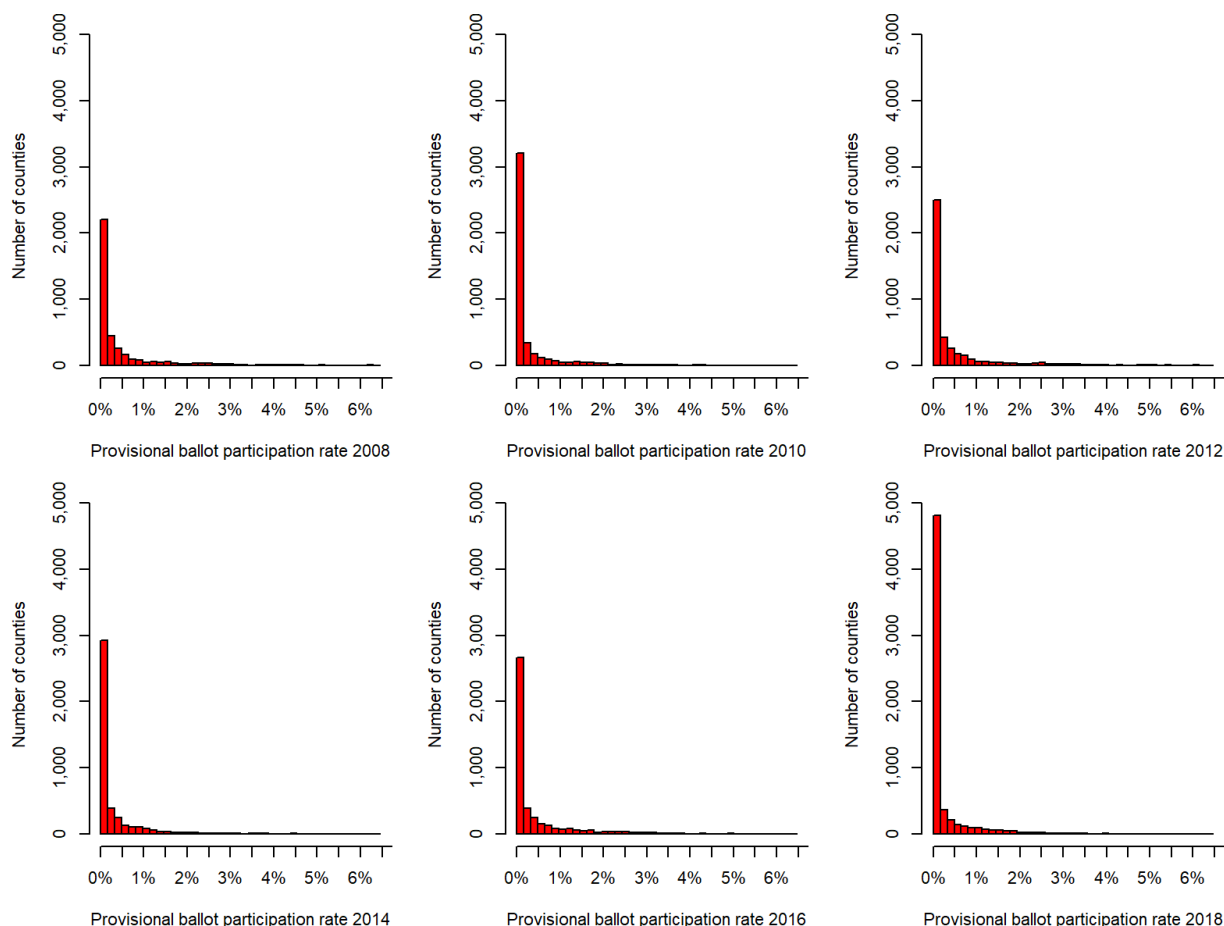 Number of counties
5,000
4,000
3,000
2,000
1,000
0
0% 1% 2% 3% 4% 5% 6%
Provisional ballot participation rate 2008
Number of counties
5,000
4,000
3,000
2,000
1,000
0
0% 1% 2% 3% 4% 5% 6%
Provisional ballot participation rate 2010
Number of counties
5,000
4,000
3,000
2,000
1,000
0
0% 1% 2% 3% 4% 5% 6%
Provisional ballot participation rate 2012
Number of counties
5,000
4,000
3,000
2,000
1,000
0
0% 1% 2% 3% 4% 5% 6%
Provisional ballot participation rate 2014
Number of counties
5,000
4,000
3,000
2,000
1,000
0
0% 1% 2% 3% 4% 5% 6%
Provisional ballot participation rate 2016
Number of counties
5,000
4,000
3,000
2,000
1,000
0
0% 1% 2% 3% 4% 5% 6%
Provisional ballot participation rate 2018